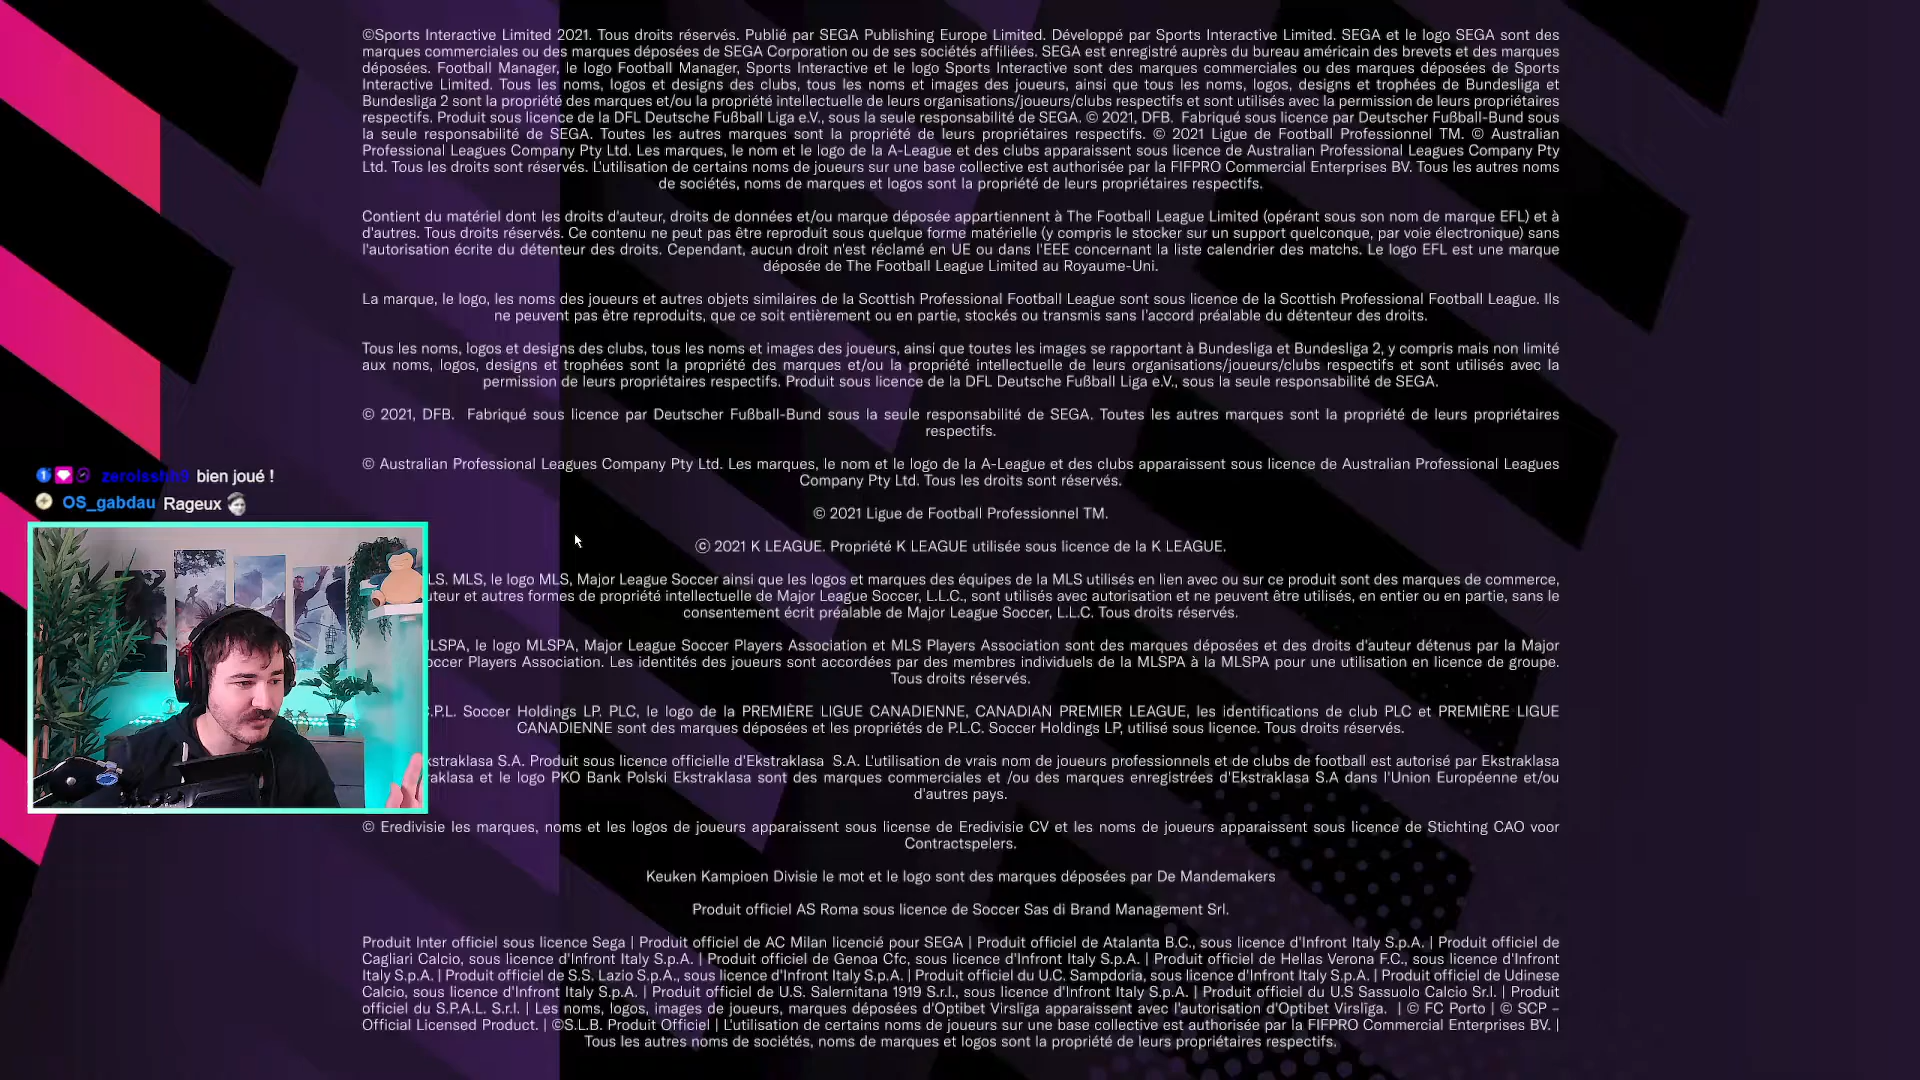 ©Sports Interactive Limited 2021. Tous droits réservés. Publié par SEGA Publishing Europe Limited. Développé par Sports Interactive Limited. SEGA et le logo SEGA sont des
marques commerciales ou des marques déposées de SEGA Corporation ou de ses sociétés affiliées. SEGA est enregistré auprès du bureau américain des brevets et des marques
déposées. Football Manager, le logo Football Manager, Sports Interactive et le logo Sports Interactive sont des marques commerciales ou des marques déposées de Sports
Interactive Limited. Tous les noms, logos et designs des clubs, tous les noms et images des joueurs, ainsi que tous les noms, logos, designs et trophées de Bundesliga et
Bundesliga 2 sont la propriété des marques et/ou la propriété intellectuelle de leurs organisations/joueurs/clubs respectifs et sont utilisés avec la permission de leurs propriétaires
respectifs. Produit sous licence de la DFL Deutsche Fußball Liga e.V., sous la seule responsabilité de SEGA. © 2021, DFB.  Fabriqué sous licence par Deutscher Fußball-Bund sous
la seule responsabilité de SEGA. Toutes les autres marques sont la propriété de leurs propriétaires respectifs. © 2021 Ligue de Football Professionnel TM. © Australian
Professional Leagues Company Pty Ltd. Les marques, le nom et le logo de la A-League et des clubs apparaissent sous licence de Australian Professional Leagues Company Pty
Ltd. Tous les droits sont réservés. L'utilisation de certains noms de joueurs sur une base collective est authorisée par la FIFPRO Commercial Enterprises BV. Tous les autres noms
de sociétés, noms de marques et logos sont la propriété de leurs propriétaires respectifs.
Contient du matériel dont les droits d'auteur, droits de données et/ou marque déposée appartiennent à The Football League Limited (opérant sous son nom de marque EFL) et à
d'autres. Tous droits réservés. Ce contenu ne peut pas être reproduit sous quelque forme matérielle (y compris le stocker sur un support quelconque, par voie électronique) sans
l'autorisation écrite du détenteur des droits. Cependant, aucun droit n'est réclamé en UE ou dans l'EEE concernant la liste calendrier des matchs. Le logo EFL est une marque
déposée de The Football League Limited au Royaume-Uni.
La marque, le logo, les noms des joueurs et autres objets similaires de la Scottish Professional Football League sont sous licence de la Scottish Professional Football League. Ils
ne peuvent pas être reproduits, que ce soit entièrement ou en partie, stockés ou transmis sans l'accord préalable du détenteur des droits.
Tous les noms, logos et designs des clubs, tous les noms et images des joueurs, ainsi que toutes les images se rapportant à Bundesliga et Bundesliga 2, y compris mais non limité
aux noms, logos, designs et trophées sont la propriété des marques et/ou la propriété intellectuelle de leurs organisations/joueurs/clubs respectifs et sont utilisés avec la
permission de leurs propriétaires respectifs. Produit sous licence de la DFL Deutsche Fußball Liga e.V., sous la seule responsabilité de SEGA.
© 2021, DFB.  Fabriqué sous licence par Deutscher Fußball-Bund sous la seule responsabilité de SEGA. Toutes les autres marques sont la propriété de leurs propriétaires
respectifs.
© Australian Professional Leagues Company Pty Ltd. Les marques, le nom et le logo de la A-League et des clubs apparaissent sous licence de Australian Professional Leagues
Company Pty Ltd. Tous les droits sont réservés.
zerolsshh9 bien joué !
OS_gabdau Rageux
© 2021 Ligue de Football Professionnel TM.
ⓒ 2021 K LEAGUE. Propriété K LEAGUE utilisée sous licence de la K LEAGUE.
LS. MLS, le logo MLS, Major League Soccer ainsi que les logos et marques des équipes de la MLS utilisés en lien avec ou sur ce produit sont des marques de commerce,
uteur et autres formes de propriété intellectuelle de Major League Soccer, L.L.C., sont utilisés avec autorisation et ne peuvent être utilisés, en entier ou en partie, sans le
consentement écrit préalable de Major League Soccer, L.L.C. Tous droits réservés.
LSPA, le logo MLSPA, Major League Soccer Players Association et MLS Players Association sont des marques déposées et des droits d'auteur détenus par la Major
occer Players Association. Les identités des joueurs sont accordées par des membres individuels de la MLSPA à la MLSPA pour une utilisation en licence de groupe.
Tous droits réservés.
.P.L. Soccer Holdings LP. PLC, le logo de la PREMIÈRE LIGUE CANADIENNE, CANADIAN PREMIER LEAGUE, les identifications de club PLC et PREMIÈRE LIGUE
CANADIENNE sont des marques déposées et les propriétés de P.L.C. Soccer Holdings LP, utilisé sous licence. Tous droits réservés.
kstraklasa S.A. Produit sous licence officielle d'Ekstraklasa  S.A. L'utilisation de vrais nom de joueurs professionnels et de clubs de football est autorisé par Ekstraklasa
raklasa et le logo PKO Bank Polski Ekstraklasa sont des marques commerciales et /ou des marques enregistrées d'Ekstraklasa S.A dans l'Union Européenne et/ou
d'autres pays.
© Eredivisie les marques, noms et les logos de joueurs apparaissent sous license de Eredivisie CV et les noms de joueurs apparaissent sous licence de Stichting CAO voor
Contractspelers.
Keuken Kampioen Divisie le mot et le logo sont des marques déposées par De Mandemakers
Produit officiel AS Roma sous licence de Soccer Sas di Brand Management Srl.
Produit Inter officiel sous licence Sega | Produit officiel de AC Milan licencié pour SEGA | Produit officiel de Atalanta B.C., sous licence d'Infront Italy S.p.A. | Produit officiel de
Cagliari Calcio, sous licence d'Infront Italy S.p.A. | Produit officiel de Genoa Cfc, sous licence d'Infront Italy S.p.A. | Produit officiel de Hellas Verona F.C., sous licence d'Infront
Italy S.p.A. | Produit officiel de S.S. Lazio S.p.A., sous licence d'Infront Italy S.p.A. | Produit officiel du U.C. Sampdoria, sous licence d'Infront Italy S.p.A. | Produit officiel de Udinese
Calcio, sous licence d'Infront Italy S.p.A. | Produit officiel de U.S. Salernitana 1919 S.r.l., sous licence d'Infront Italy S.p.A. | Produit officiel du U.S Sassuolo Calcio Sr.l. | Produit
officiel du S.P.A.L. S.r.l. | Les noms, logos, images de joueurs, marques déposées d'Optibet Virslīga apparaissent avec l'autorisation d'Optibet Virslīga.  | © FC Porto | © SCP –
Official Licensed Product. | ©S.L.B. Produit Officiel | L'utilisation de certains noms de joueurs sur une base collective est authorisée par la FIFPRO Commercial Enterprises BV. |
Tous les autres noms de sociétés, noms de marques et logos sont la propriété de leurs propriétaires respectifs.